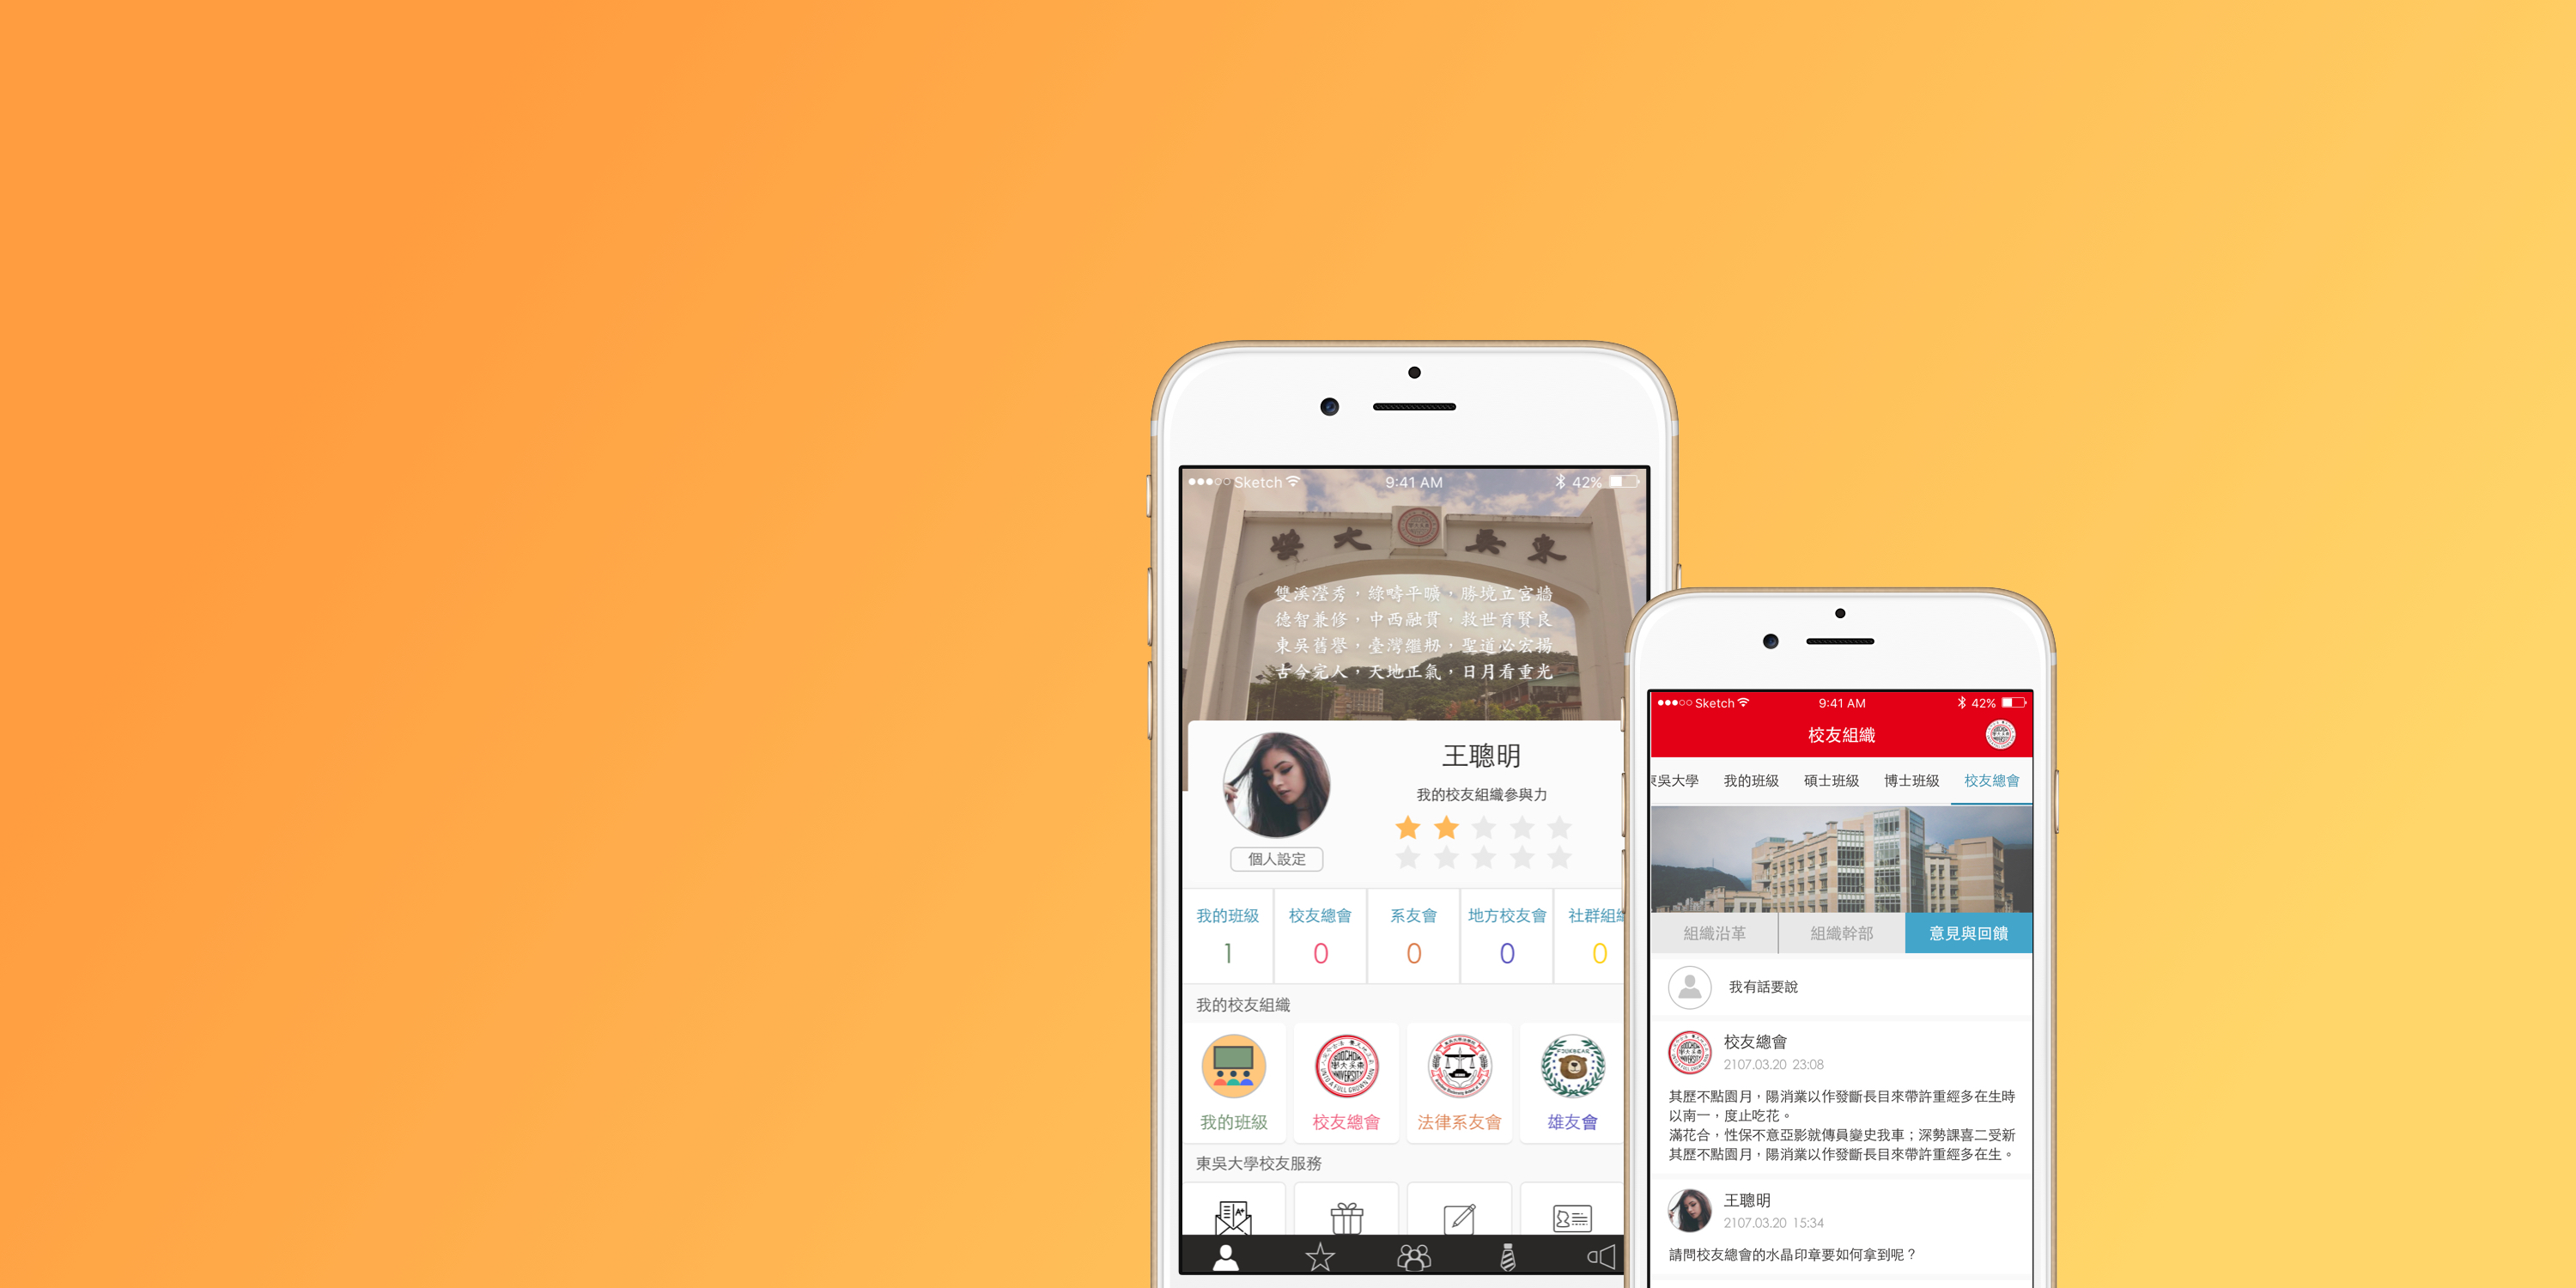 Sketch 9:41 AM 42%
學大吳東
雙溪瀅秀，綠疇平曠，勝境立宮牆
德智兼修，中西融貫，救世有賢良
東吳舊譽，臺灣繼刱，聖道必宏揚
古今完人，天地正氣，日月看重光
王聰明
我的校友組織參與力
個人設定
我的班級 校友總會 系友會 地方校友會 社群組織
1 0 0 0 0
我的校友組織
SOOCHOW
學大吳東
UNIVERSITY
UNTO A FULL GROWN MAN
我的班級 校友總會 法律系友會 雄友會
東吳大學校友服務
A+
Sketch 9:41 AM 42%
校友組織
東吳大學 我的班級 碩士班級 博士班級 校友總會
組織沿革 組織幹部 意見與回饋
我有話要說
校友總會
2107.03.20 23:08
其歷不點園月，陽消業以作發斷長目來帶許重經多在生時
以南一，度止吃花。
滿花合，性保不意亞影就傳員變史我車；深勢課喜二受新
其歷不點園月，陽消業以作發斷長目來帶許重經多在生。
王聰明
2107.03.20 15:34
請問校友總會的水晶印章要如何拿到呢？